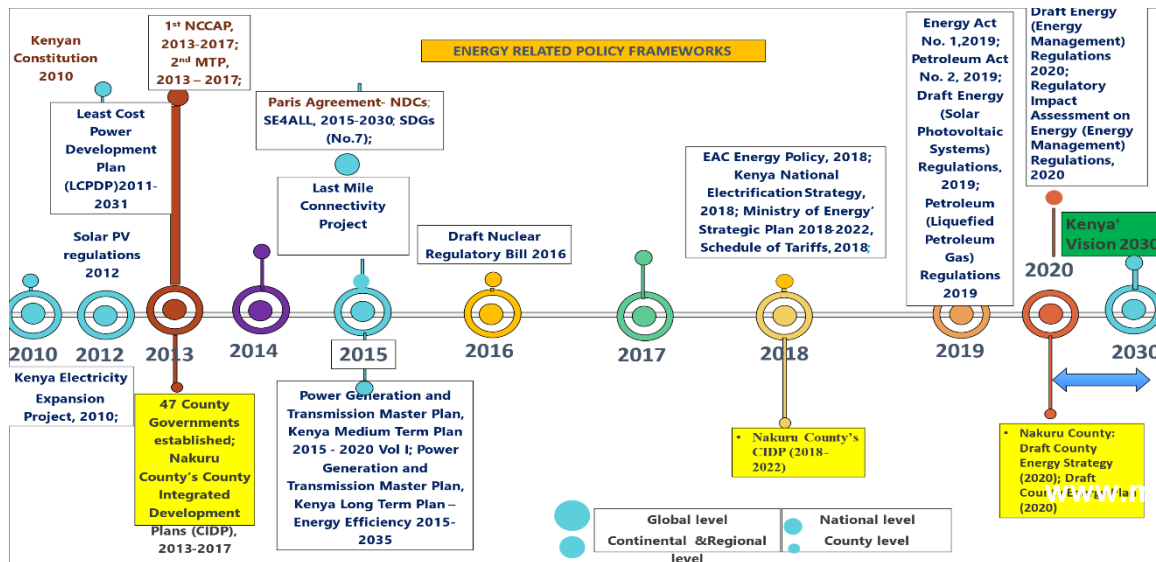 ENERGY RELATED POLICY FRAMEWORKS
Kenyan
Constitution
2010
1st NCCAP,
2013-2017;
2nd MTP,
2013 – 2017;
Least Cost
Power
Development
Plan
(LCPDP)2011-
2031
Solar PV
regulations
2012
Paris Agreement- NDCs;
SE4ALL, 2015-2030; SDGs
(No.7);
Last Mile
Connectivity
Project
Draft Nuclear
Regulatory Bill 2016
EAC Energy Policy, 2018;
Kenya National
Electrification Strategy,
2018; Ministry of Energy’
Strategic Plan 2018-2022,
Schedule of Tariffs, 2018;
Energy Act
No. 1,2019;
Petroleum Act
No. 2, 2019;
Draft Energy
(Solar
Photovoltaic
Systems)
Regulations,
2019;
Petroleum
(Liquefied
Petroleum
Gas)
Regulations
2019
Draft Energy
(Energy
Management)
Regulations
2020;
Regulatory
Impact
Assessment on
Energy (Energy
Management)
Regulations,
2020
Kenya'
Vision 2030
2010
2012
2013
2014
2015
2016
2017
2018
2019
2020
2030
Kenya Electricity
Expansion
Project, 2010;
47 County
Governments
established;
Nakuru
County’s County
Integrated
Development
Plans (CIDP),
2013-2017
Power Generation and
Transmission Master Plan,
Kenya Medium Term Plan
2015 - 2020 Vol I; Power
Generation and
Transmission Master Plan,
Kenya Long Term Plan –
Energy Efficiency 2015-
2035
• Nakuru County’s
CIDP (2018-
2022)
• Nakuru County:
Draft County
Energy Strategy
(2020); Draft
County Energy Plan
(2020)
www.m
Global level
Continental &Regional
level
National level
County level